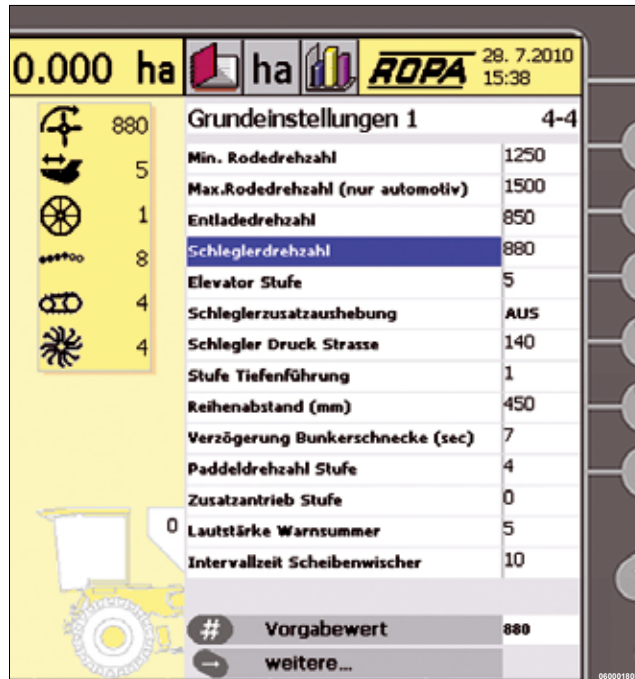 0.000 ha ha ROPA 28. 7.2010
15:38
Grundeinstellungen 1 4-4
880
5
1
8
4
4
Min. Rodedrehzahl 1250
Max.Rodedrehzahl (nur automotiv) 1500
Entladedrehzahl 850
Schleglerdrehzahl 880
Elevator Stufe 5
Schleglerzusatzaushebung AUS
Schlegler Druck Strasse 140
Stufe Tiefenführung 1
Reihenabstand (mm) 450
Verzögerung Bunkerschnecke (sec) 7
Paddeldrehzahl Stufe 4
Zusatzantrieb Stufe 0
0
Lautstärke Warnsummer 5
Intervallzeit Scheibenwischer 10
# Vorgabewert 880
weitere...
06000180